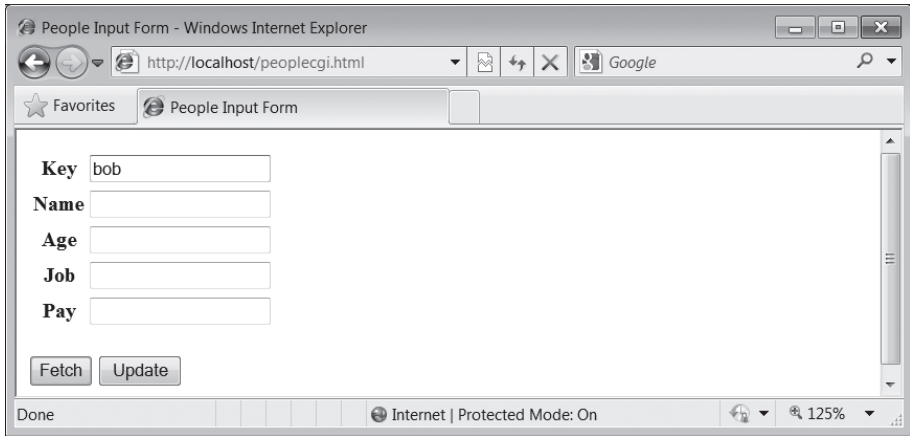 People Input Form - Windows Internet Explorer
http://localhost/peoplecgi.html
Google
Favorites
People Input Form
Key bob
Name
Age
Job
Pay
Fetch Update
Done
Internet | Protected Mode: On
125%